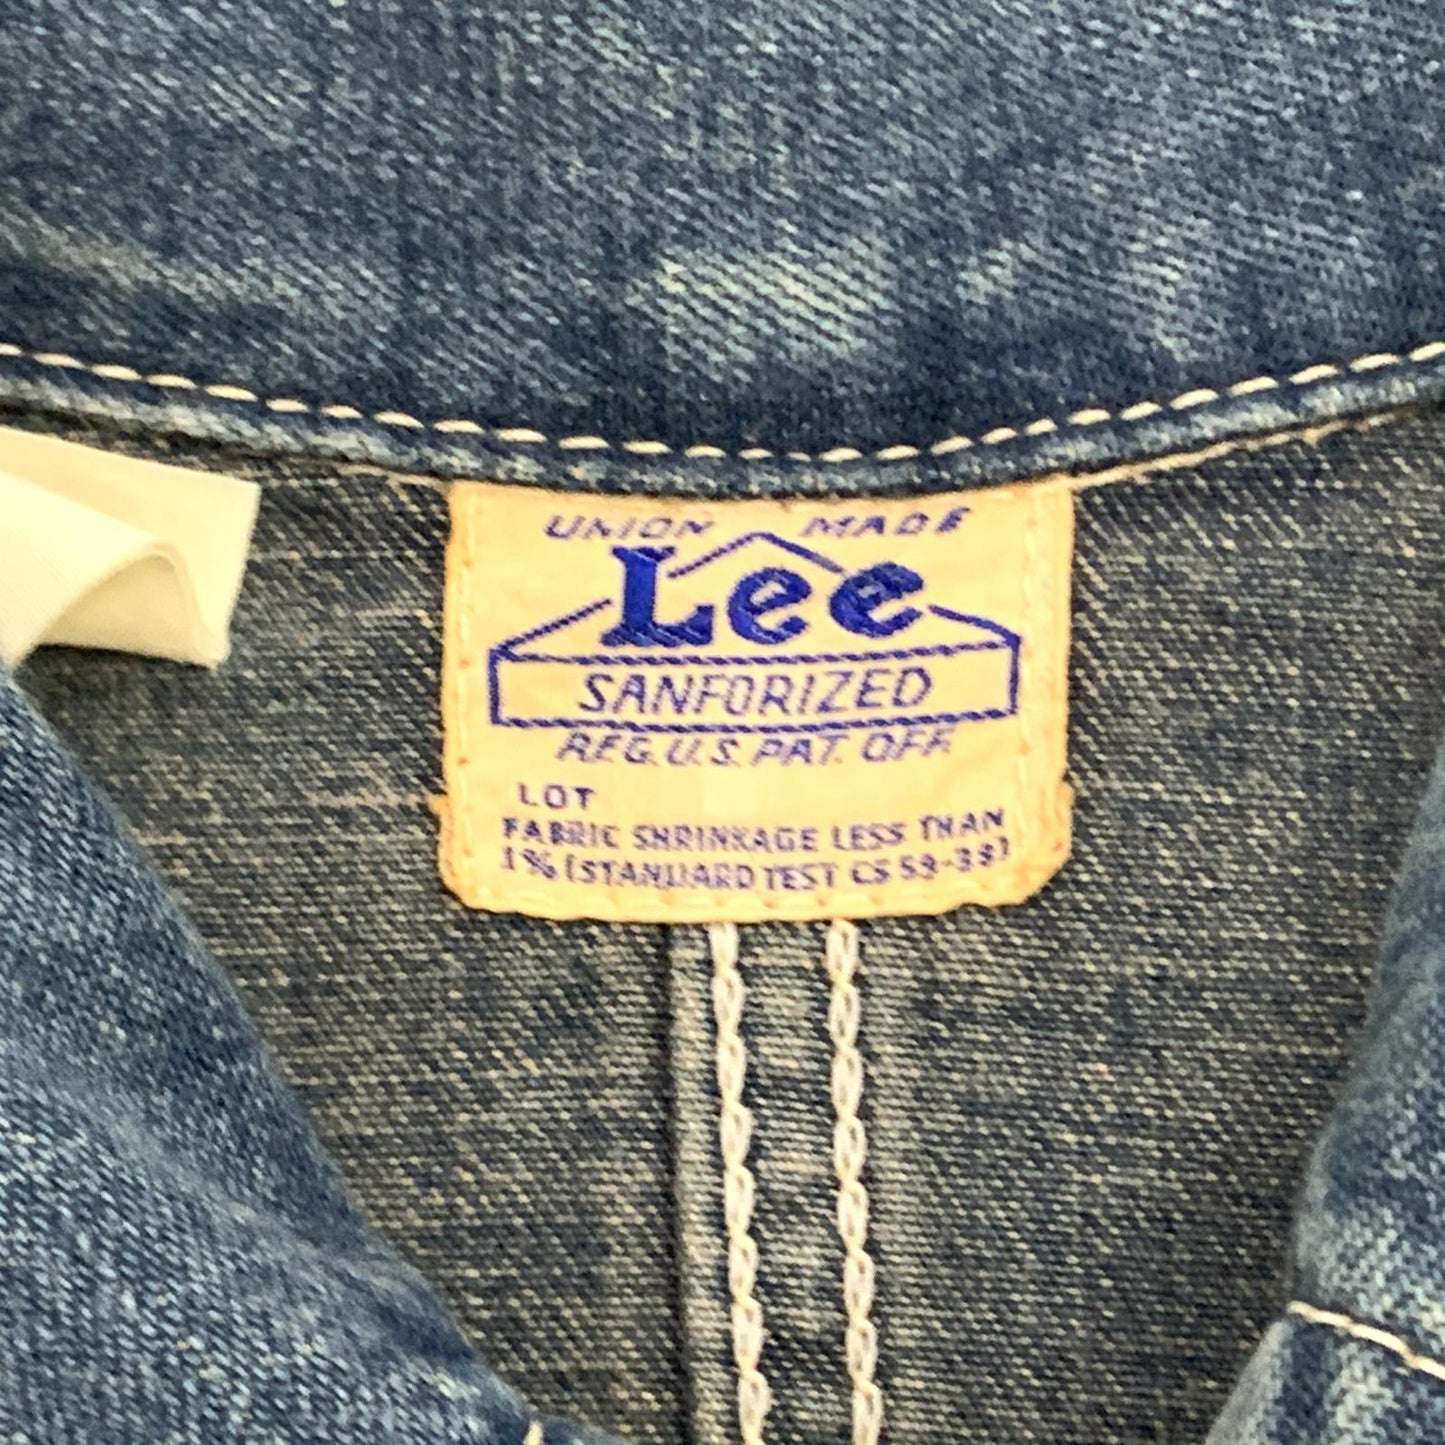 UNION MADE
Lee
SANFORIZED
REG. U.S. PAT. OFF.
LOT
FABRIC SHRINKAGE LESS THAN
1% (STANDARD TEST CS 59-39)